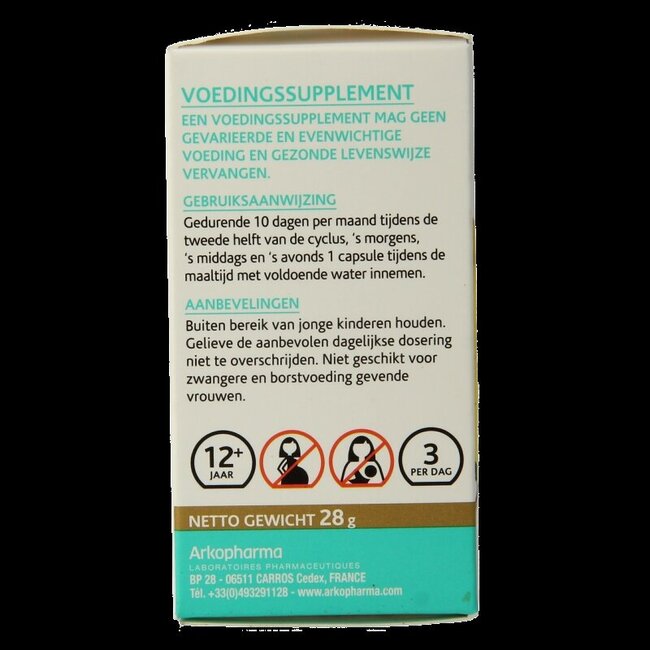 VOEDINGSSUPPLEMENT
EEN VOEDINGSSUPPLEMENT MAG GEEN
GEVARIEERDE EN EVENWICHTIGE
VOEDING EN GEZONDE LEVENSWIJZE
VERVANGEN.
GEBRUIKSAANWIJZING
Gedurende 10 dagen per maand tijdens de
tweede helft van de cyclus, 's morgens,
's middags en 's avonds 1 capsule tijdens de
maaltijd met voldoende water innemen.
AANBEVELINGEN
Buiten bereik van jonge kinderen houden.
Gelieve de aanbevolen dagelijkse dosering
niet te overschrijden. Niet geschikt voor
zwangere en borstvoeding gevende
vrouwen.
12+
JAAR
3
PER DAG
NETTO GEWICHT 28 g
Arkopharma
LABORATOIRES PHARMACEUTIQUES
BP 28 - 06511 CARROS Cedex, FRANCE
Tél. +33(0)493291128 - www.arkopharma.com